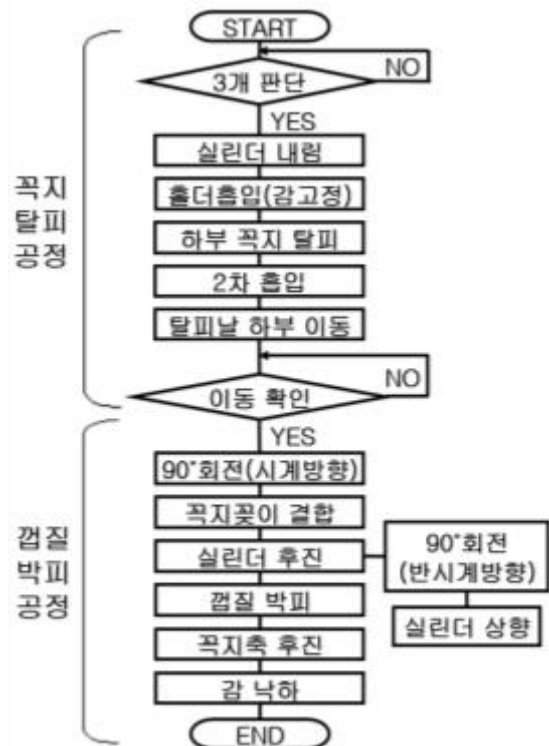 START
3개 판단
NO
YES
실린더 내림
홀더흡입(감고정)
하부 꼭지 탈피
2차 흡입
탈피날 하부 이동
NO
이동 확인
YES
꼭지
탈피
공정
90°회전(시계방향)
꼭지꽂이 결합
실린더 후진
90°회전
(반시계방향)
실린더 상향
껍질 박피
꼭지축 후진
감 낙하
END
껍질
박피
공정